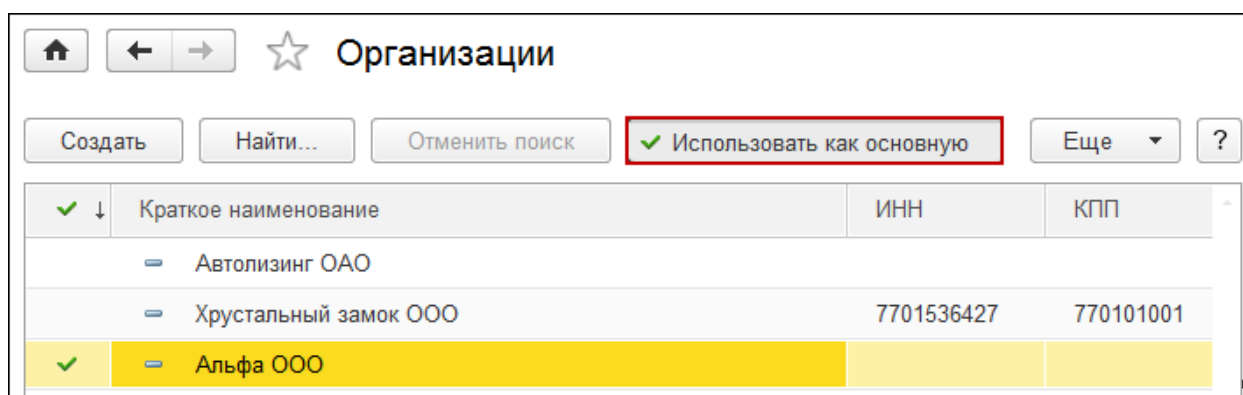 Организации
Создать Найти... Отменить поиск Использовать как основную Еще ?
Краткое наименование ИНН КПП
Автолизинг ОАО
Хрустальный замок ООО 7701536427 770101001
Альфа ООО